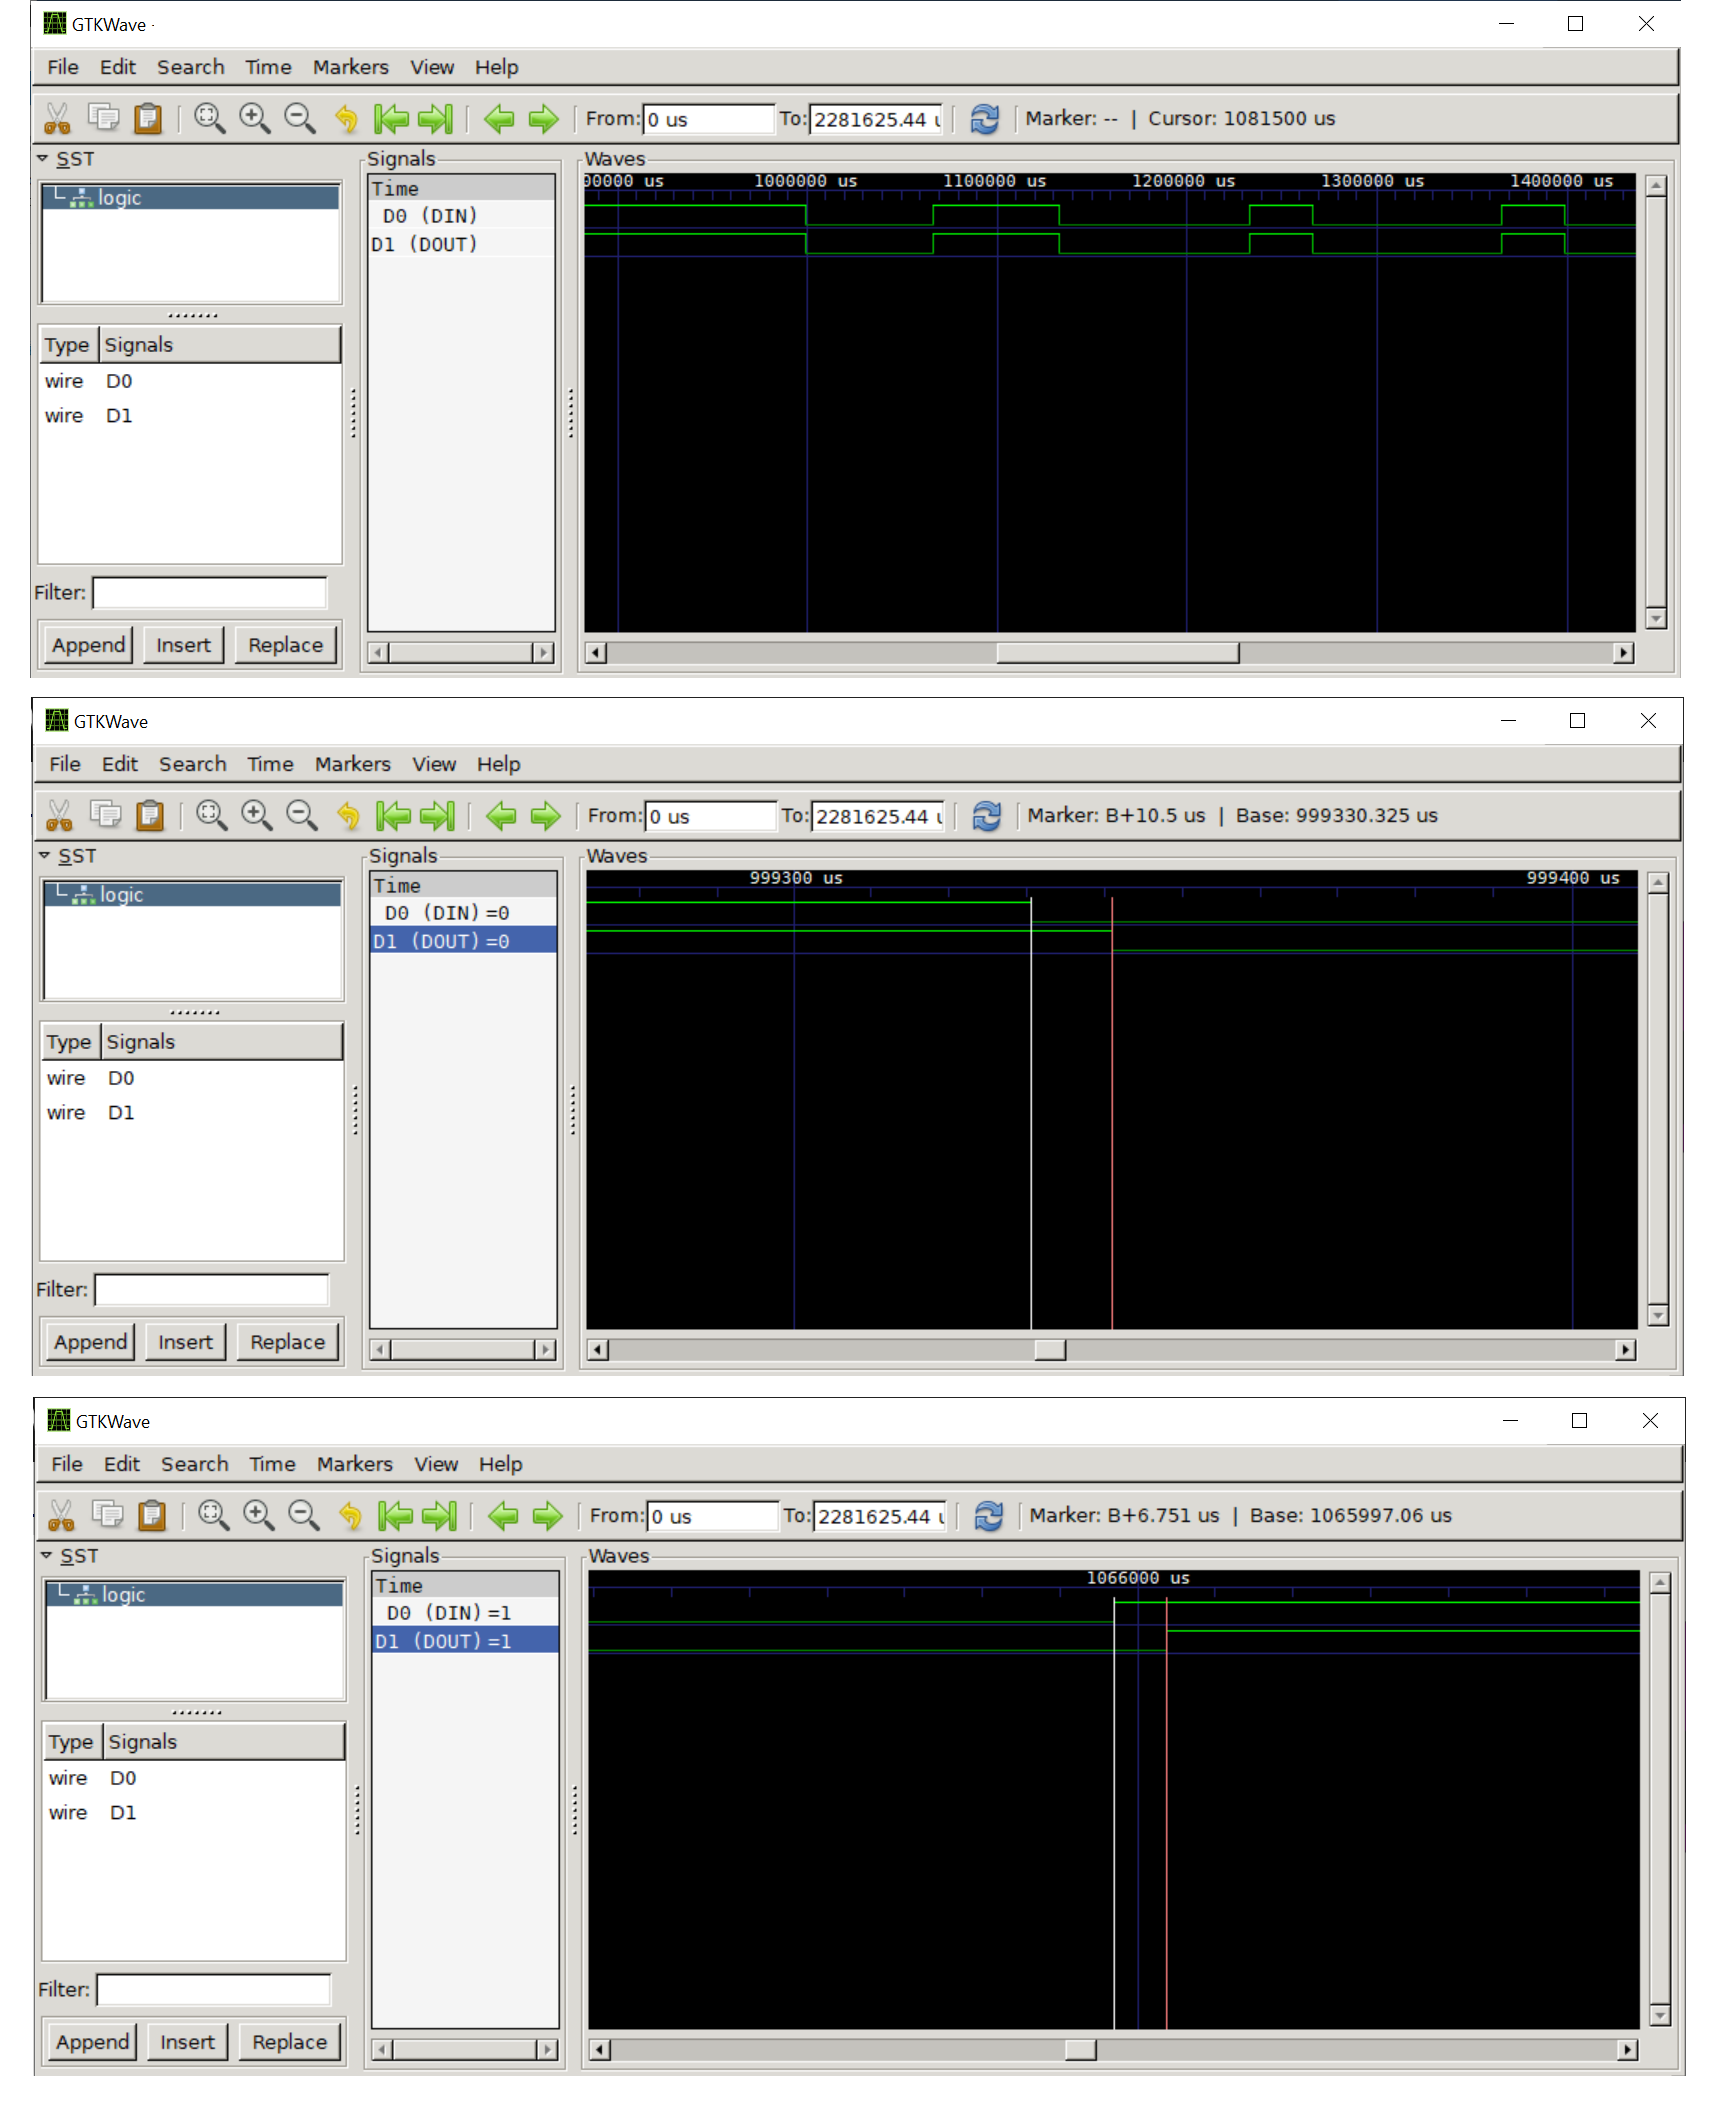 GTKWave ·
File Edit Search Time Markers View Help
From: 0 us To: 2281625.44 u Marker: -- | Cursor: 1081500 us
SST Signals Waves
logic Time 00000 us 1000000 us 1100000 us 1200000 us 1300000 us 1400000 us
D0 (DIN)
D1 (DOUT)
Type Signals
wire D0
wire D1
Filter:
Append Insert Replace
GTKWave
File Edit Search Time Markers View Help
From: 0 us To: 2281625.44 u Marker: B+10.5 us | Base: 999330.325 us
SST Signals Waves
logic Time 999300 us 999400 us
D0 (DIN) =0
D1 (DOUT) =0
Type Signals
wire D0
wire D1
Filter:
Append Insert Replace
GTKWave
File Edit Search Time Markers View Help
From: 0 us To: 2281625.44 u Marker: B+6.751 us | Base: 1065997.06 us
SST Signals Waves
logic Time 1066000 us
D0 (DIN) =1
D1 (DOUT) =1
Type Signals
wire D0
wire D1
Filter:
Append Insert Replace